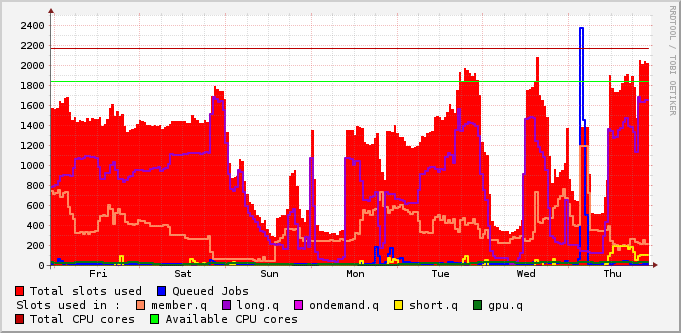 RRDTOOL / TOBI OETIKER
2400
2200
2000
1800
1600
1400
1200
1000
800
600
400
200
0
Fri Sat Sun Mon Tue Wed Thu
Total slots used Queued Jobs
Slots used in : member.q long.q ondemand.q short.q gpu.q
Total CPU cores Available CPU cores